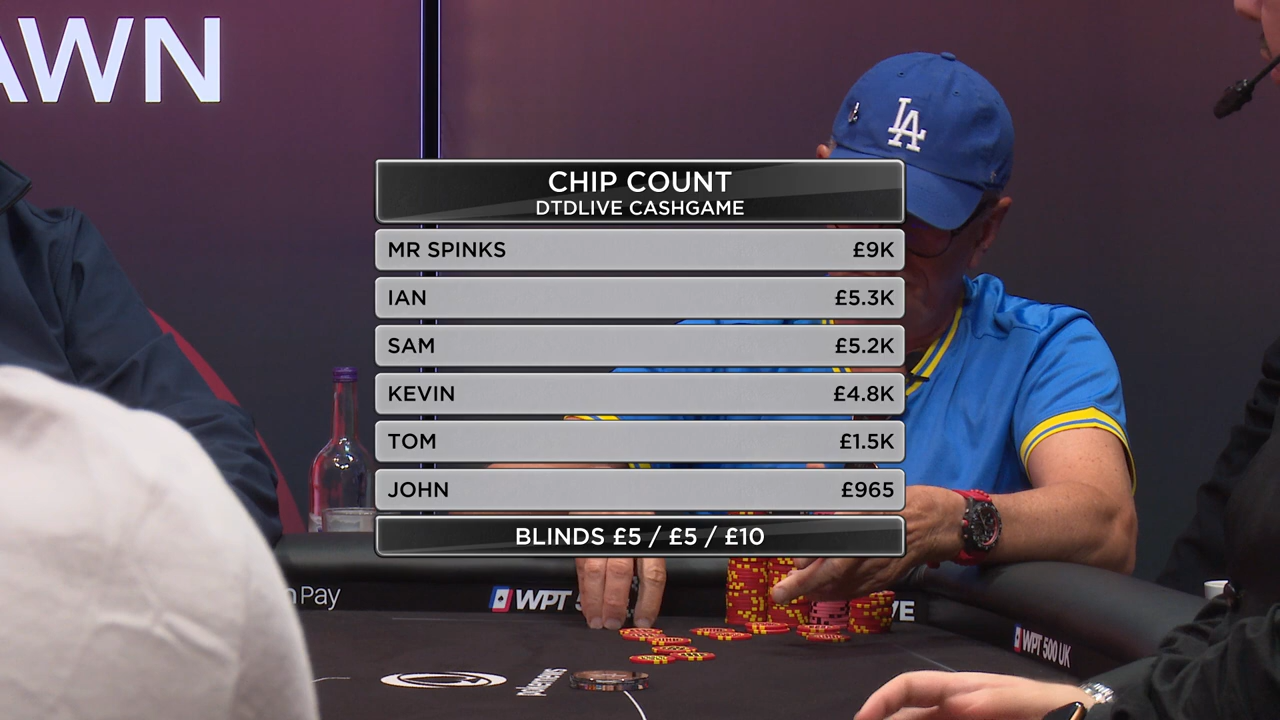 AWN
LA
CHIP COUNT
DTDLIVE CASHGAME
MR SPINKS £9K
IAN £5.3K
SAM £5.2K
KEVIN £4.8K
TOM £1.5K
JOHN £965
BLINDS £5 / £5 / £10
Pay
WPT
WPT 500 UK